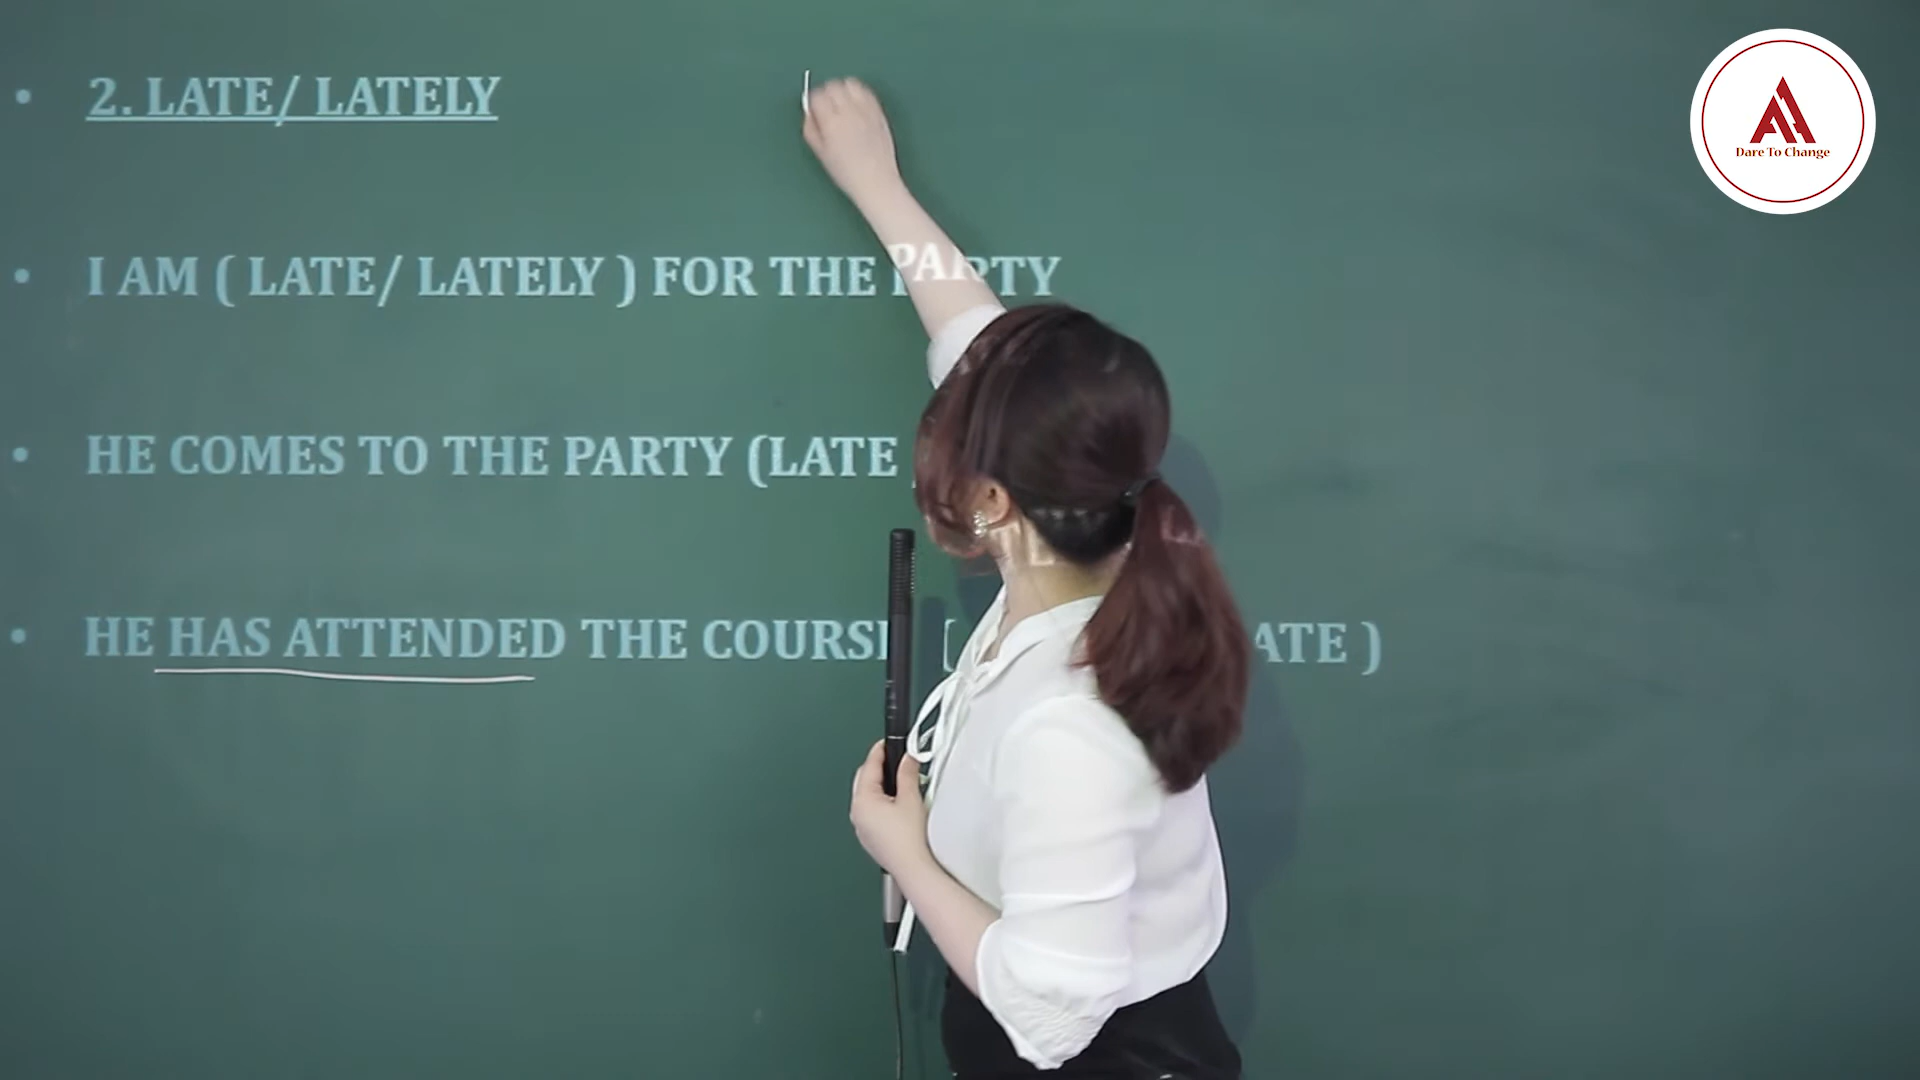 2. LATE/ LATELY
Dare To Change
I AM ( LATE/ LATELY ) FOR THE PARTY
HE COMES TO THE PARTY (LATE
HE HAS ATTENDED THE COURSE ( ATE )